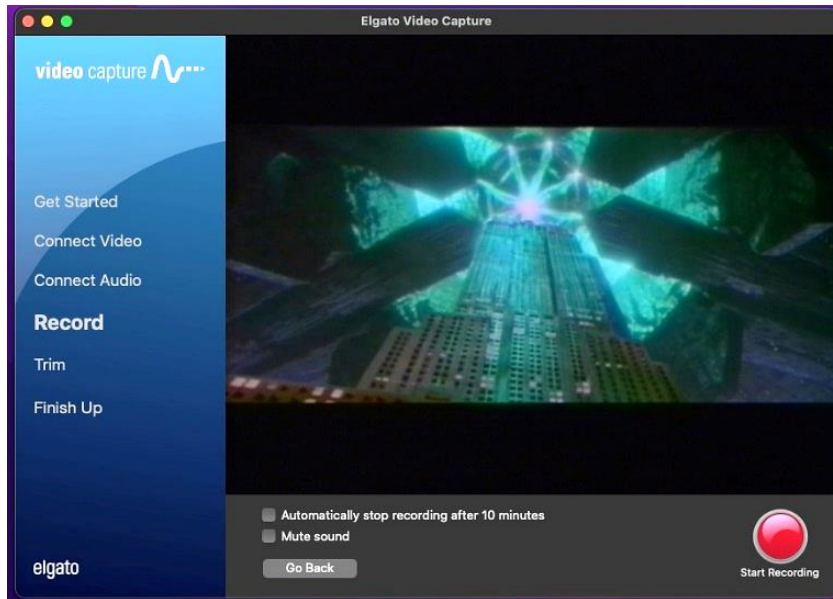 Elgato Video Capture
video capture
Get Started
Connect Video
Connect Audio
Record
Trim
Finish Up
elgato
Automatically stop recording after 10 minutes
Mute sound
Go Back
Start Recording